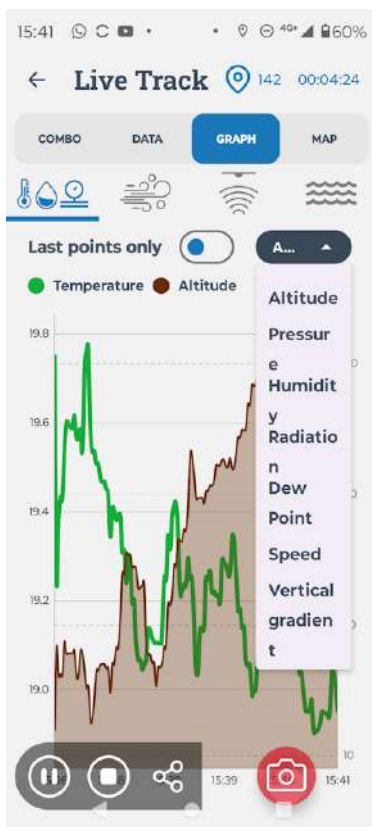 15:41 4G+ 60%
Live Track 142 00:04:24
COMBO DATA GRAPH MAP
Last points only A...
Temperature Altitude
Altitude
Pressur
e
Humidit
y
Radiatio
n
Dew
Point
Speed
Vertical
gradien
t
19.8
19.6
19.4
19.2
19.0
10
15:39 15:41